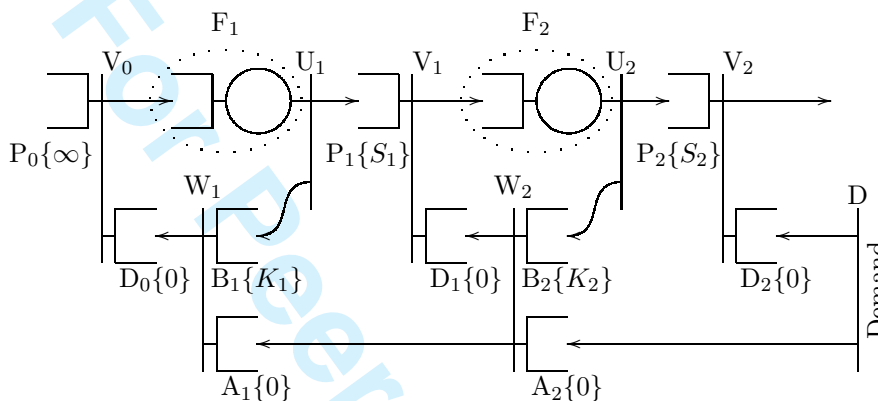 F₁ F₂
V₀ U₁ V₁ U₂ V₂
P₀{∞} P₁{S₁} P₂{S₂}
W₁ W₂ D
D₀{0} B₁{K₁} D₁{0} B₂{K₂} D₂{0}
Demand
A₁{0} A₂{0}
For Peer